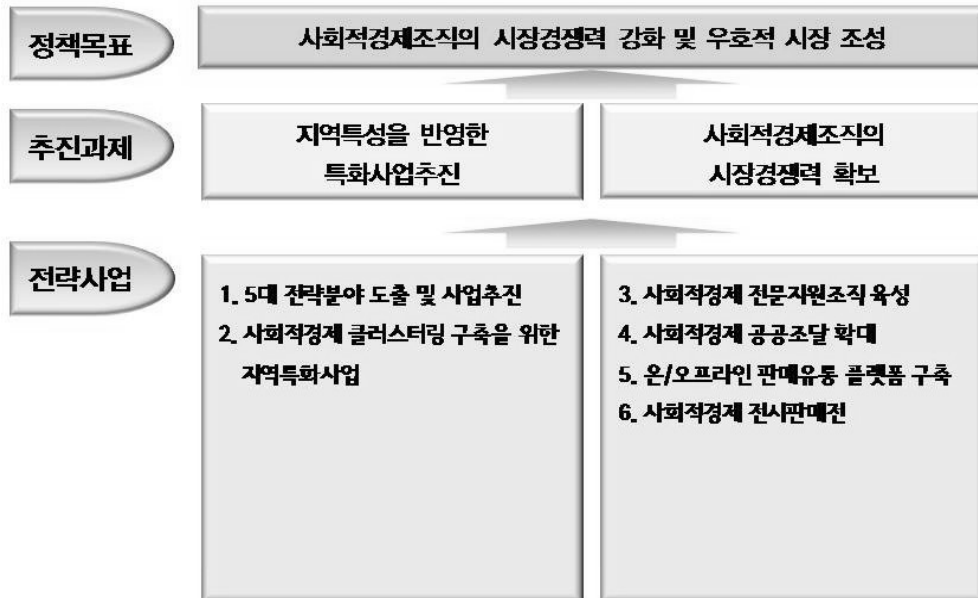 정책목표
사회적경제조직의 시장경쟁력 강화 및 우호적 시장 조성
추진과제
지역특성을 반영한
특화사업추진
사회적경제조직의
시장경쟁력 확보
전략사업
1. 5대 전략분야 도출 및 사업추진
2. 사회적경제 클러스터링 구축을 위한
지역특화사업
3. 사회적경제 전문지원조직 육성
4. 사회적경제 공공조달 확대
5. 온/오프라인 판매유통 플랫폼 구축
6. 사회적경제 전시판매전